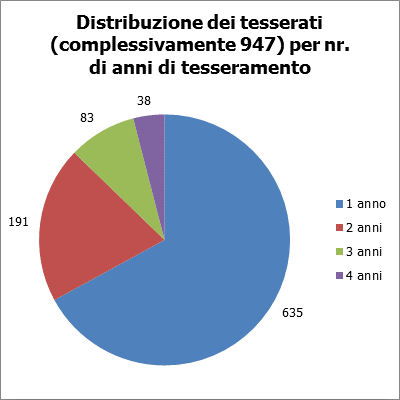 Distribuzione dei tesserati
(complessivamente 947) per nr.
di anni di tesseramento
38
83
191
635
1 anno
2 anni
3 anni
4 anni